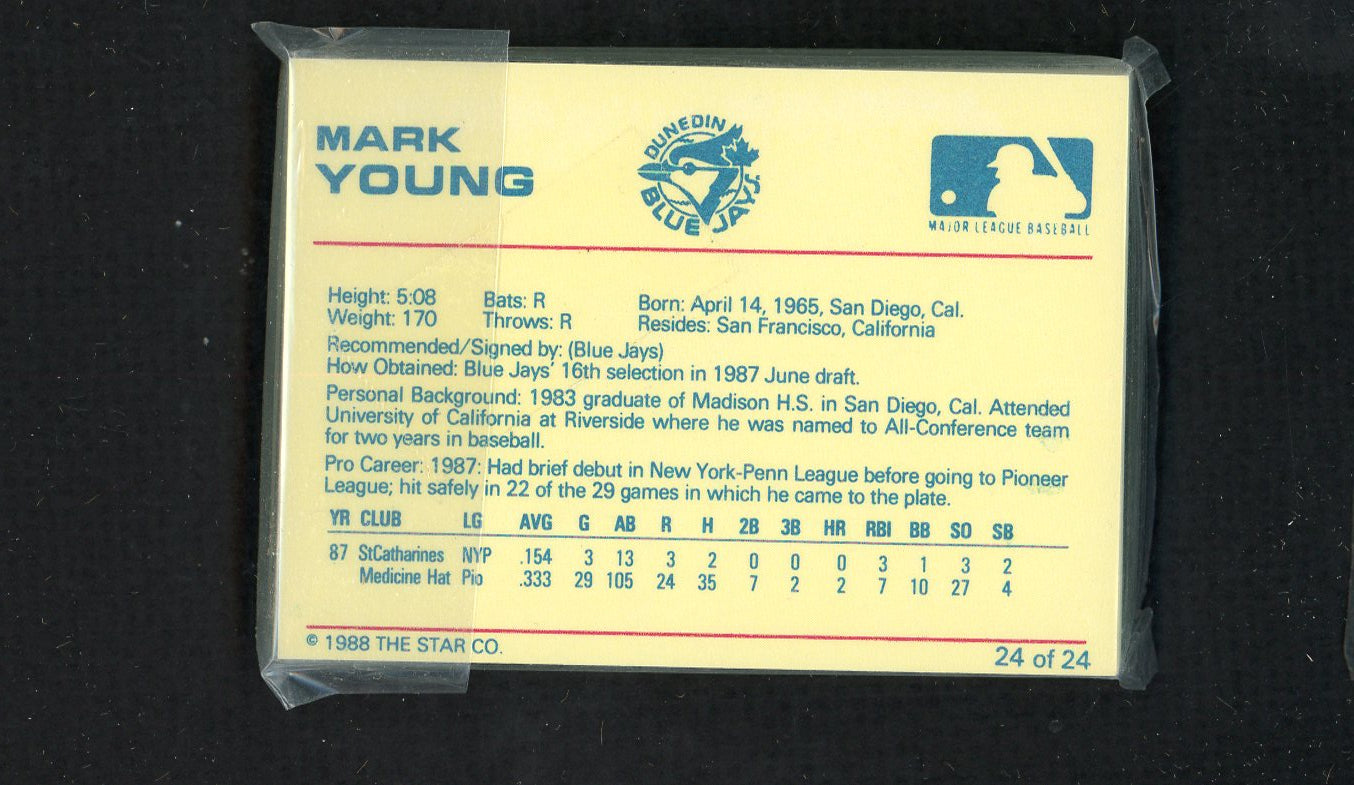 MARK
YOUNG
DUNEDIN
BLUE JAYS
MAJOR LEAGUE BASEBALL
Height: 5:08 Bats: R Born: April 14, 1965, San Diego, Cal.
Weight: 170 Throws: R Resides: San Francisco, California
Recommended/Signed by: (Blue Jays)
How Obtained: Blue Jays' 16th selection in 1987 June draft.
Personal Background: 1983 graduate of Madison H.S. in San Diego, Cal. Attended
University of California at Riverside where he was named to All-Conference team
for two years in baseball.
Pro Career: 1987: Had brief debut in New York-Penn League before going to Pioneer
League; hit safely in 22 of the 29 games in which he came to the plate.
YR CLUB LG AVG G AB R H 2B 3B HR RBI BB SO SB
87 StCatharines NYP .154 3 13 3 2 0 0 0 3 1 3 2
Medicine Hat Pio .333 29 105 24 35 7 2 2 7 10 27 4
© 1988 THE STAR CO.
24 of 24